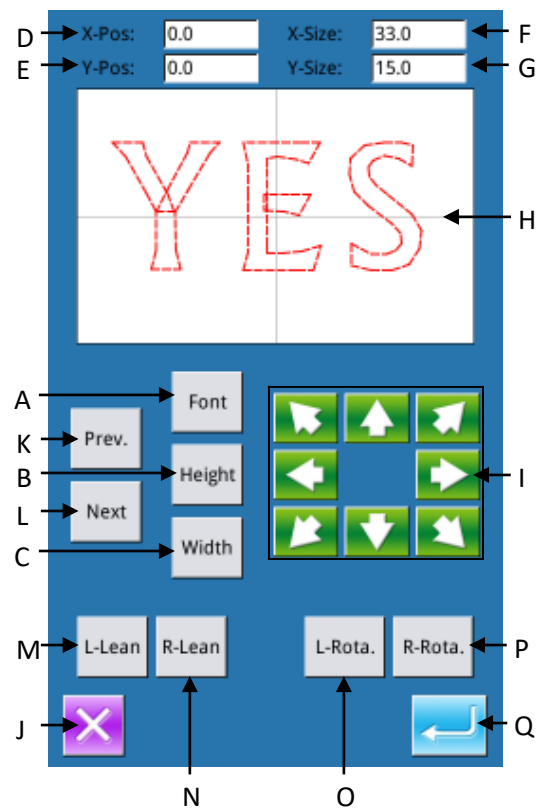 D X-Pos: 0.0 X-Size: 33.0 F
E Y-Pos: 0.0 Y-Size: 15.0 G
YES
H
A Font
K Prev.
B Height
I
L Next
C Width
M L-Lean R-Lean L-Rota. R-Rota. P
J Q
N O